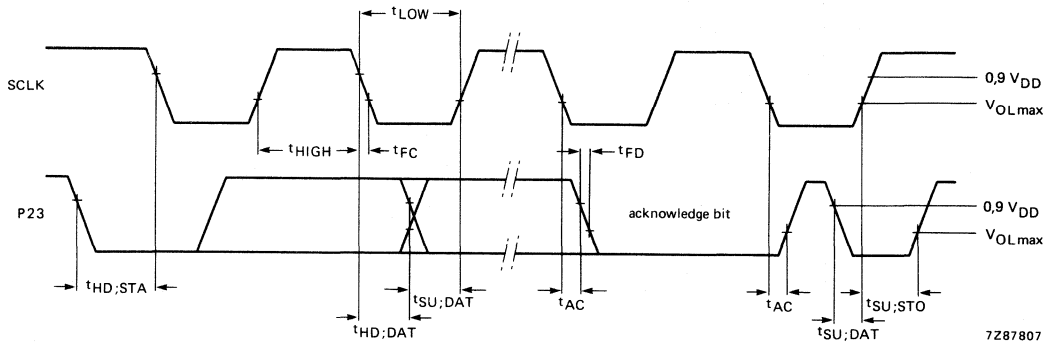 tLOW
SCLK
0,9 VDD
VOLmax
tHIGH
tFC
tFD
P23
acknowledge bit
0,9 VDD
VOLmax
tHD;STA
tSU;DAT
tAC
tAC
tSU;STO
tHD;DAT
tSU;DAT
7Z87807